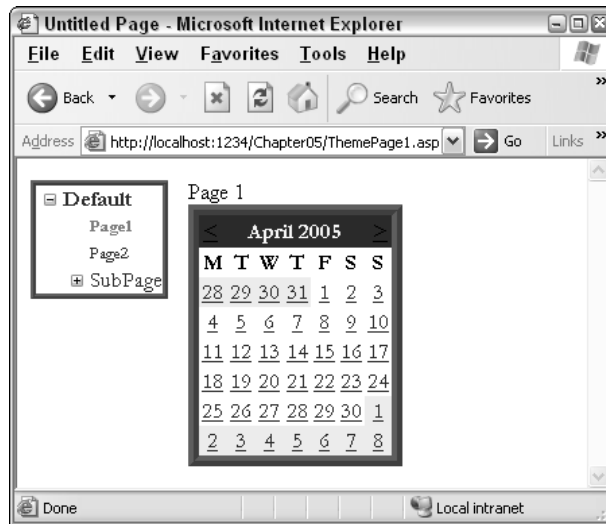 Untitled Page - Microsoft Internet Explorer
File Edit View Favorites Tools Help
Back Search Favorites »
Address http://localhost:1234/Chapter05/ThemePage1.asp Go Links »
Default
Page1
Page2
SubPage
Page 1
< April 2005 >
M T W T F S S
28 29 30 31 1 2 3
4 5 6 7 8 9 10
11 12 13 14 15 16 17
18 19 20 21 22 23 24
25 26 27 28 29 30 1
2 3 4 5 6 7 8
Done Local intranet